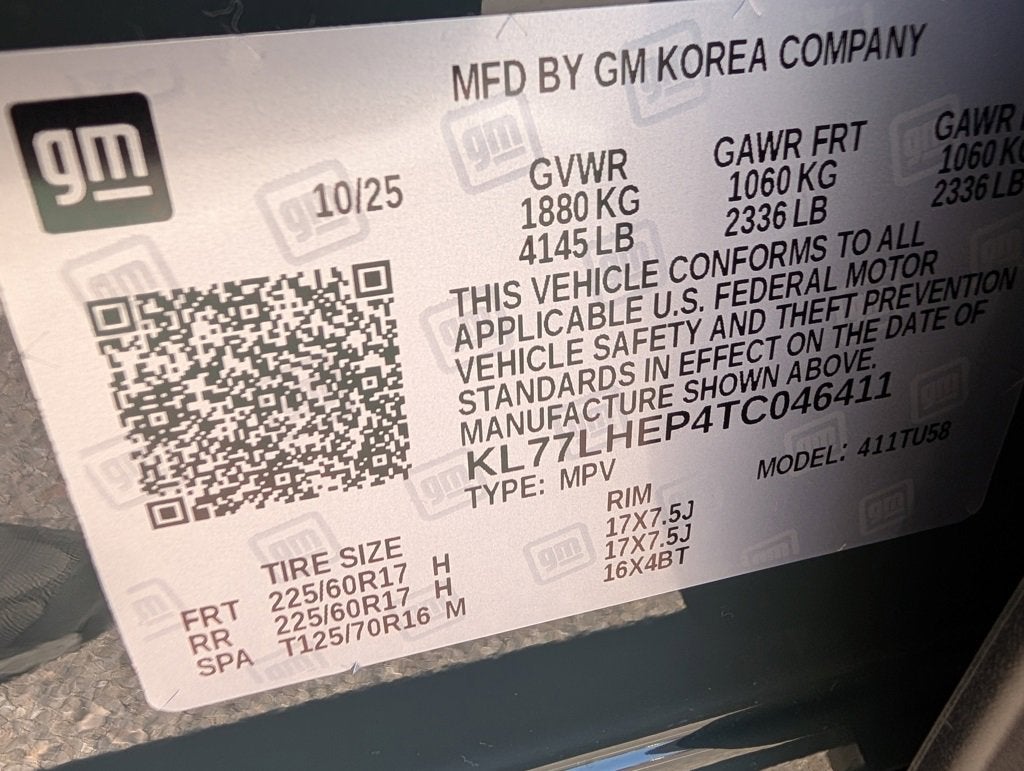 MFD BY GM KOREA COMPANY
gm
10/25
GVWR GAWR FRT GAWR
1880 KG 1060 KG 1060 KG
4145 LB 2336 LB 2336 LB
THIS VEHICLE CONFORMS TO ALL
APPLICABLE U.S. FEDERAL MOTOR
VEHICLE SAFETY AND THEFT PREVENTION
STANDARDS IN EFFECT ON THE DATE OF
MANUFACTURE SHOWN ABOVE.
KL77LHEP4TC046411
TYPE: MPV MODEL: 411TU58
TIRE SIZE RIM
FRT 225/60R17 H 17X7.5J
RR 225/60R17 H 17X7.5J
SPA T125/70R16 M 16X4BT